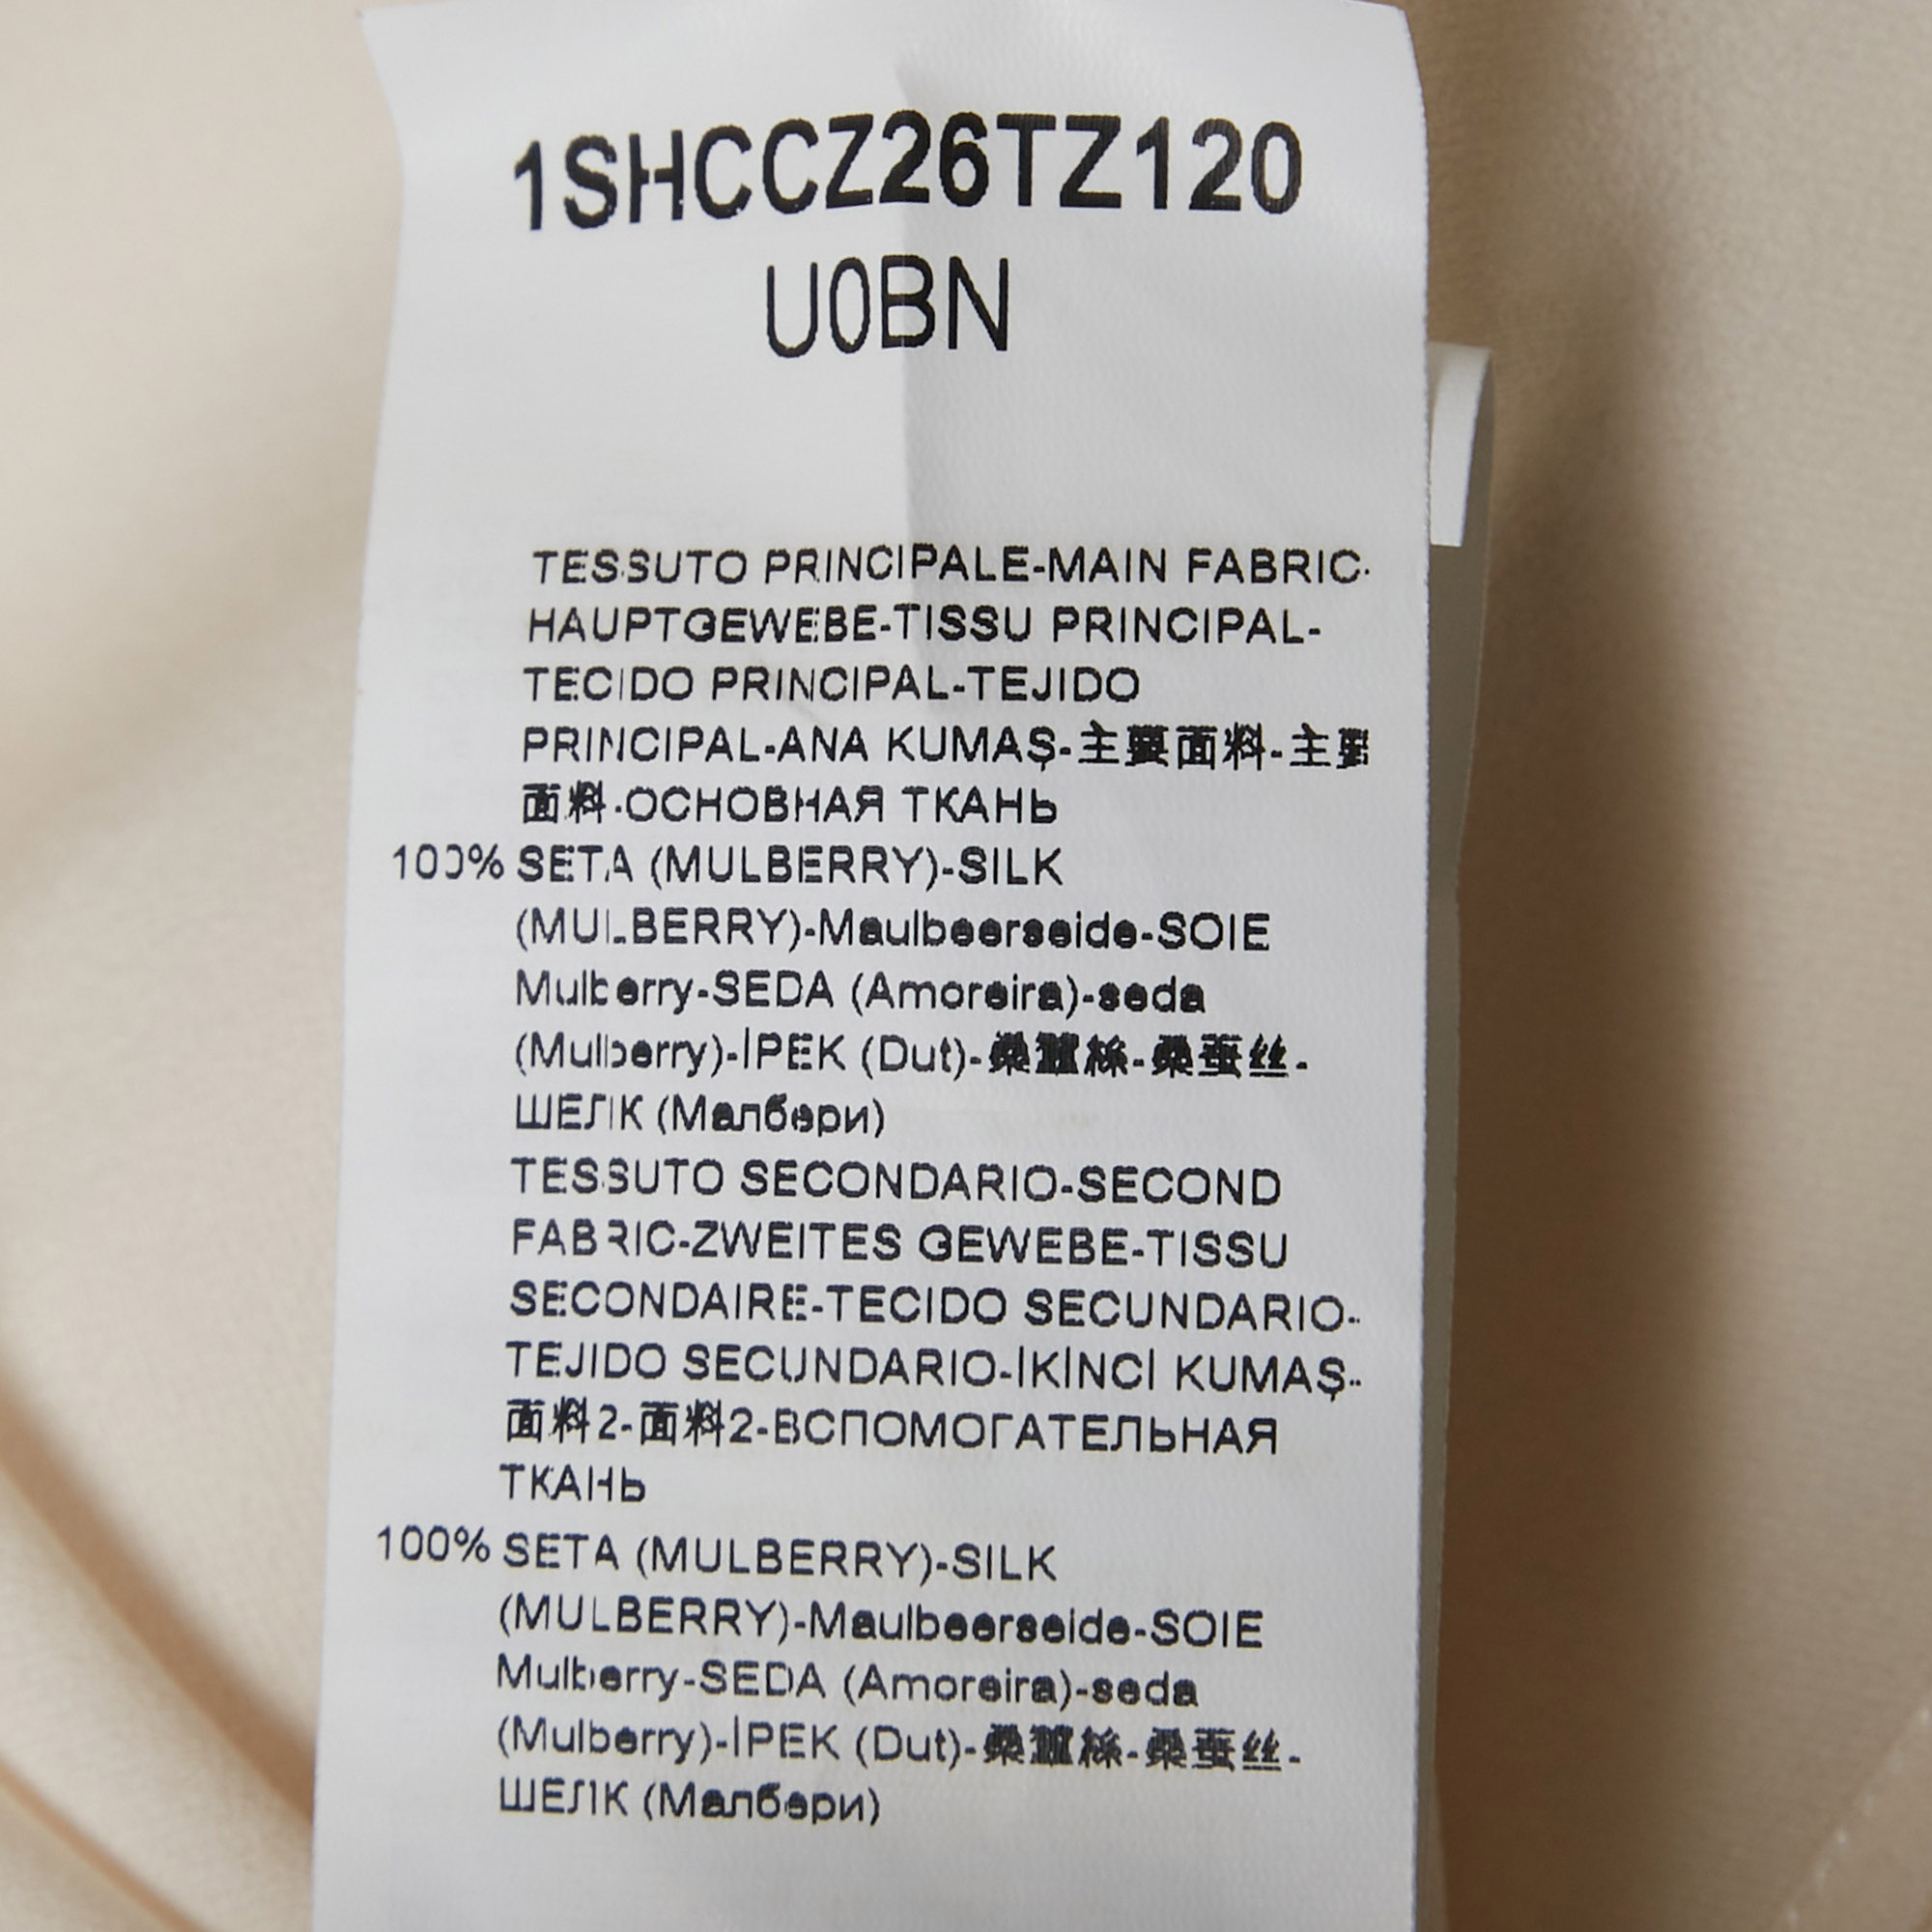 1SHCCZ26TZ120
U0BN
TESSUTO PRINCIPALE-MAIN FABRIC-
HAUPTGEWEBE-TISSU PRINCIPAL-
TECIDO PRINCIPAL-TEJIDO
PRINCIPAL-ANA KUMAŞ-主要面料-主要
面料-ОСНОВНАЯ ТКАНЬ
100% SETA (MULBERRY)-SILK
(MULBERRY)-Maulbeerseide-SOIE
Mulberry-SEDA (Amoreira)-seda
(Mulberry)-İPEK (Dut)-桑蠶絲-桑蚕丝-
ШЕЛК (Малбери)
TESSUTO SECONDARIO-SECOND
FABRIC-ZWEITES GEWEBE-TISSU
SECONDAIRE-TECIDO SECUNDARIO-
TEJIDO SECUNDARIO-İKİNCİ KUMAŞ-
面料2-面料2-ВСПОМОГАТЕЛЬНАЯ
ТКАНЬ
100% SETA (MULBERRY)-SILK
(MULBERRY)-Maulbeerseide-SOIE
Mulberry-SEDA (Amoreira)-seda
(Mulberry)-İPEK (Dut)-桑蠶絲-桑蚕丝-
ШЕЛК (Малбери)